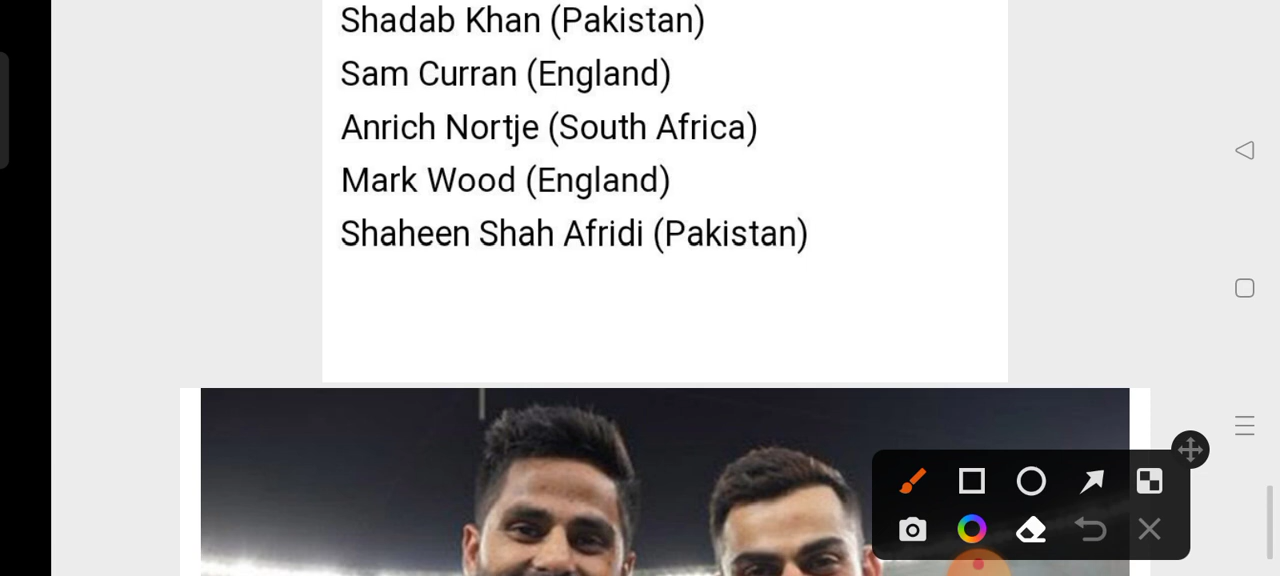 Shadab Khan (Pakistan)
Sam Curran (England)
Anrich Nortje (South Africa)
Mark Wood (England)
Shaheen Shah Afridi (Pakistan)